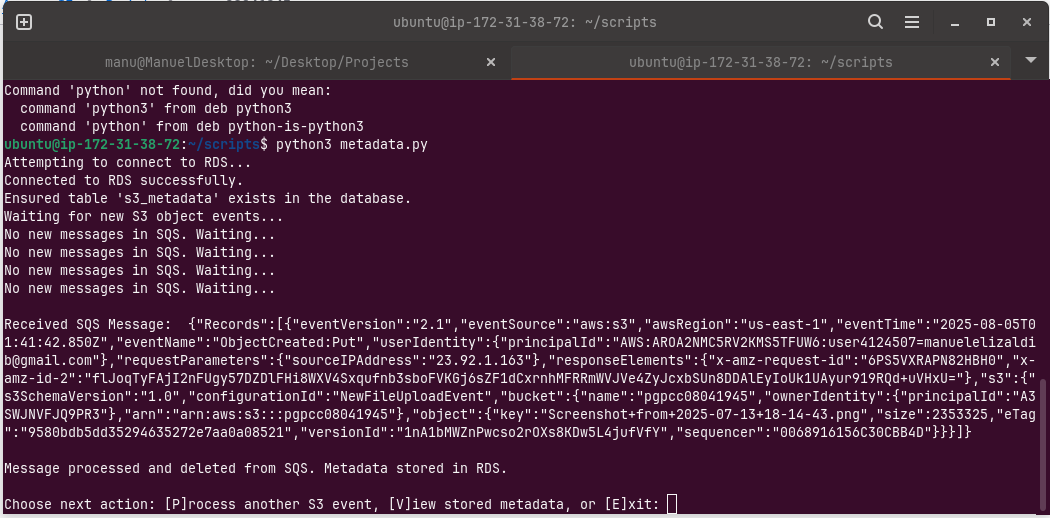 ubuntu@ip-172-31-38-72: ~/scripts
manu@ManuelDesktop: ~/Desktop/Projects
ubuntu@ip-172-31-38-72: ~/scripts
Command 'python' not found, did you mean:
  command 'python3' from deb python3
  command 'python' from deb python-is-python3
ubuntu@ip-172-31-38-72:~/scripts$ python3 metadata.py
Attempting to connect to RDS...
Connected to RDS successfully.
Ensured table 's3_metadata' exists in the database.
Waiting for new S3 object events...
No new messages in SQS. Waiting...
No new messages in SQS. Waiting...
No new messages in SQS. Waiting...
No new messages in SQS. Waiting...
Received SQS Message:  {"Records":[{"eventVersion":"2.1","eventSource":"aws:s3","awsRegion":"us-east-1","eventTime":"2025-08-05T0
1:41:42.850Z","eventName":"ObjectCreated:Put","userIdentity":{"principalId":"AWS:AROA2NMC5RV2KMS5TFUW6:user4124507=manuelelizaldi
b@gmail.com"},"requestParameters":{"sourceIPAddress":"23.92.1.163"},"responseElements":{"x-amz-request-id":"6PS5VXRAPN82HBH0","x-
amz-id-2":"flJoqTyFAjI2nFUgy57DZDlFHi8WXV4Sxqufnb3sboFVKGj6sZF1dCxrnhMFRRmWVJVe4ZyJcxbSUn8DDAlEyIoUk1UAyur919RQd+uVHxU="},"s3":{"
s3SchemaVersion":"1.0","configurationId":"NewFileUploadEvent","bucket":{"name":"pgpcc08041945","ownerIdentity":{"principalId":"A3
SWJNVFJQ9PR3"},"arn":"arn:aws:s3:::pgpcc08041945"},"object":{"key":"Screenshot+from+2025-07-13+18-14-43.png","size":2353325,"eTag
":"9580bdb5dd35294635272e7aa0a08521","versionId":"1nA1bMWZnPwcso2rOXs8KDw5L4jufVfY","sequencer":"0068916156C30CBB4D"}}}]}
Message processed and deleted from SQS. Metadata stored in RDS.
Choose next action: [P]rocess another S3 event, [V]iew stored metadata, or [E]xit: